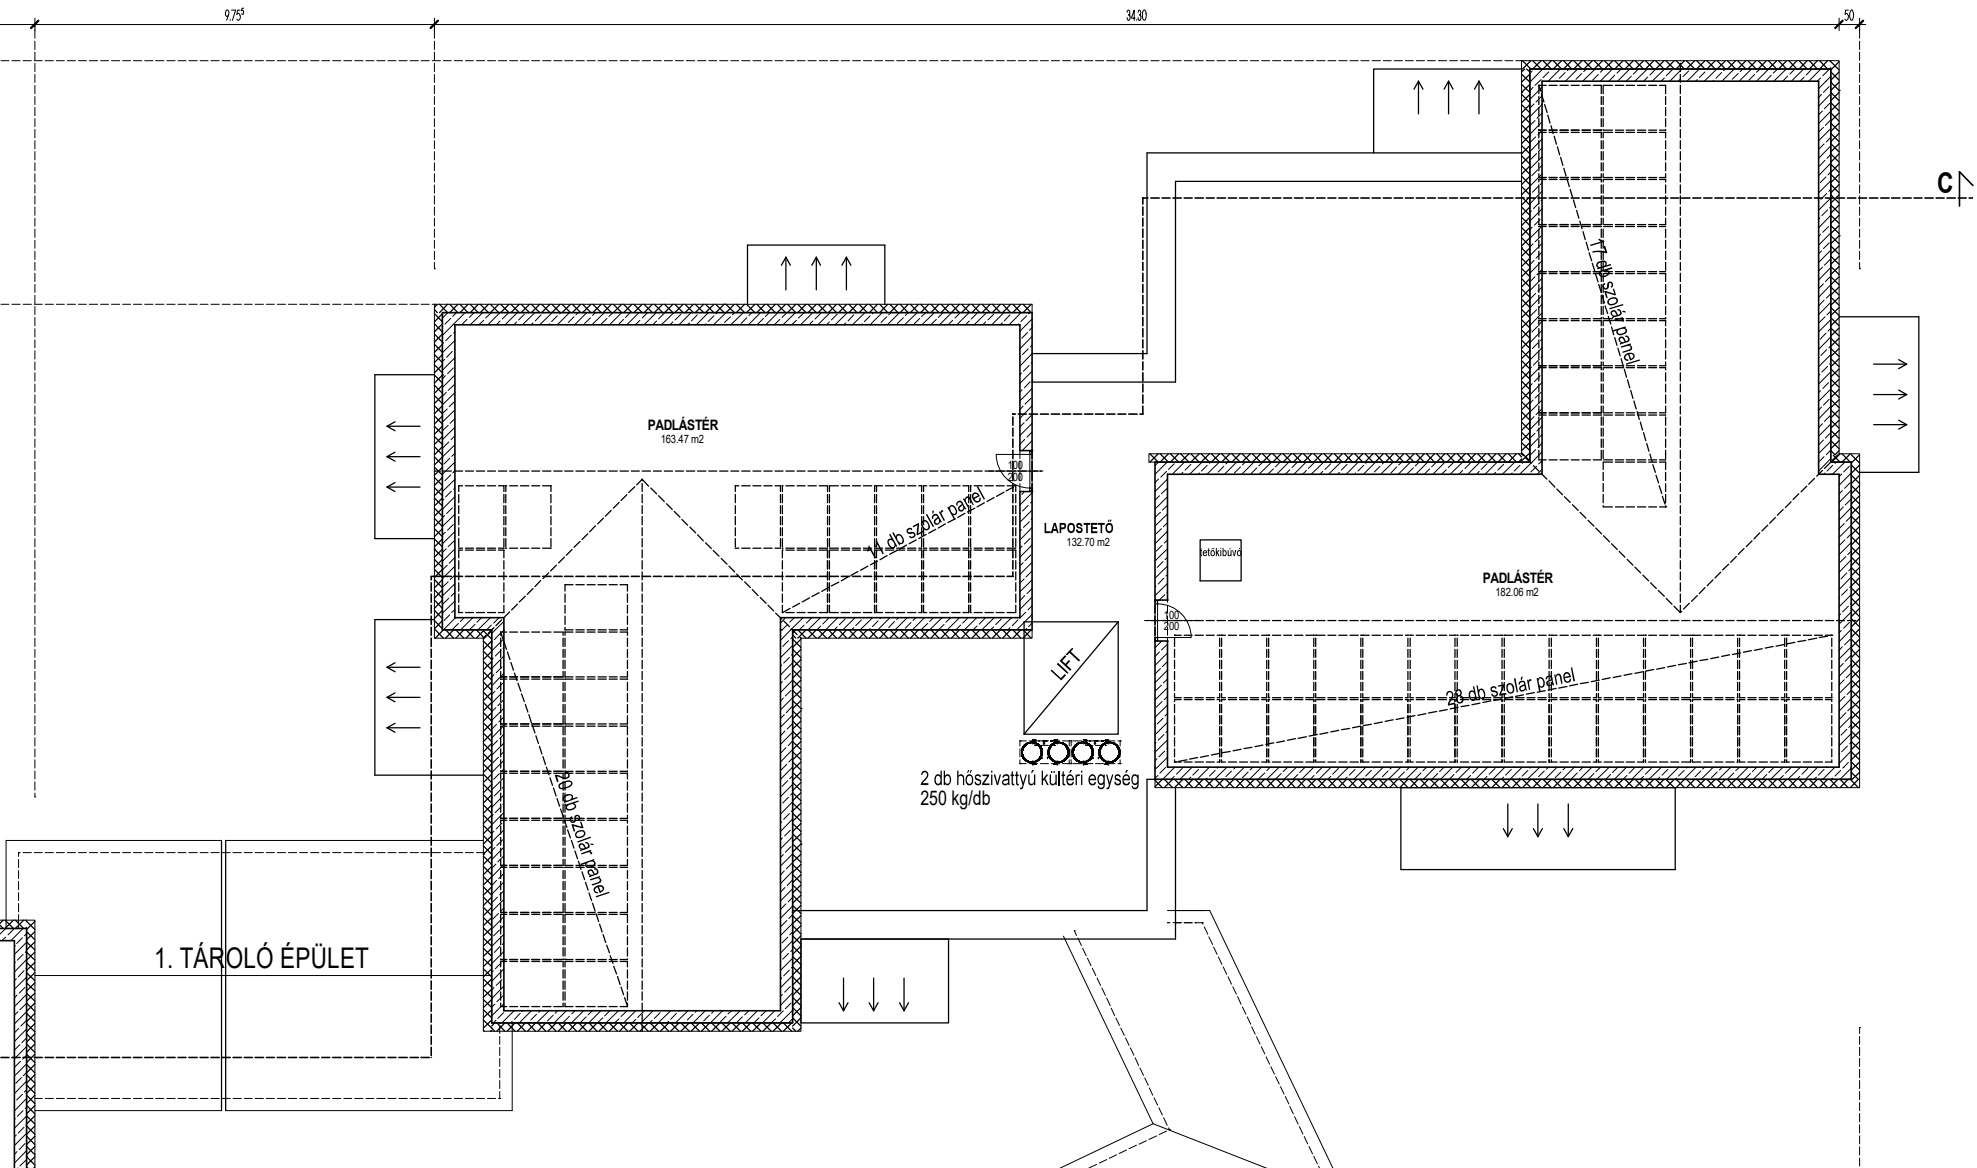 9.75⁵
34.30
50
C
17 db szolár panel
PADLÁSTÉR
163.47 m2
100
200
11 db szolár panel
LAPOSTETŐ
132.70 m2
tetőkibúvó
PADLÁSTÉR
182.06 m2
100
200
LIFT
28 db szolár panel
2 db hőszivattyú kültéri egység
250 kg/db
20 db szolár panel
1. TÁROLÓ ÉPÜLET